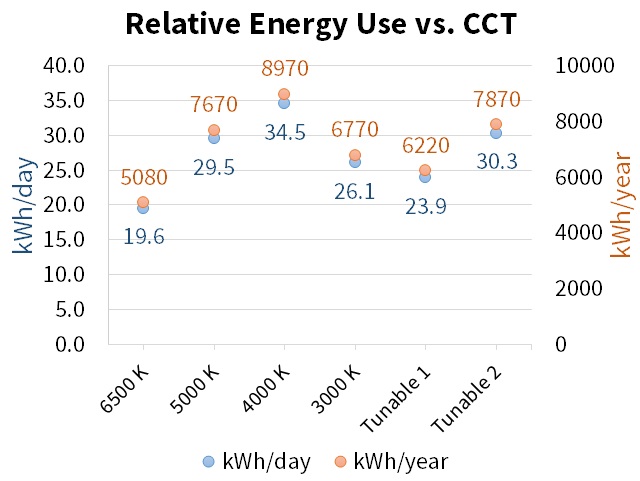 Relative Energy Use vs. CCT
40.0
35.0
30.0
25.0
20.0
15.0
10.0
5.0
0.0
kWh/day
10000
8000
6000
4000
2000
0
kWh/year
5080
7670
8970
6770
6220
7870
19.6
29.5
34.5
26.1
23.9
30.3
6500 K
5000 K
4000 K
3000 K
Tunable 1
Tunable 2
kWh/day
kWh/year